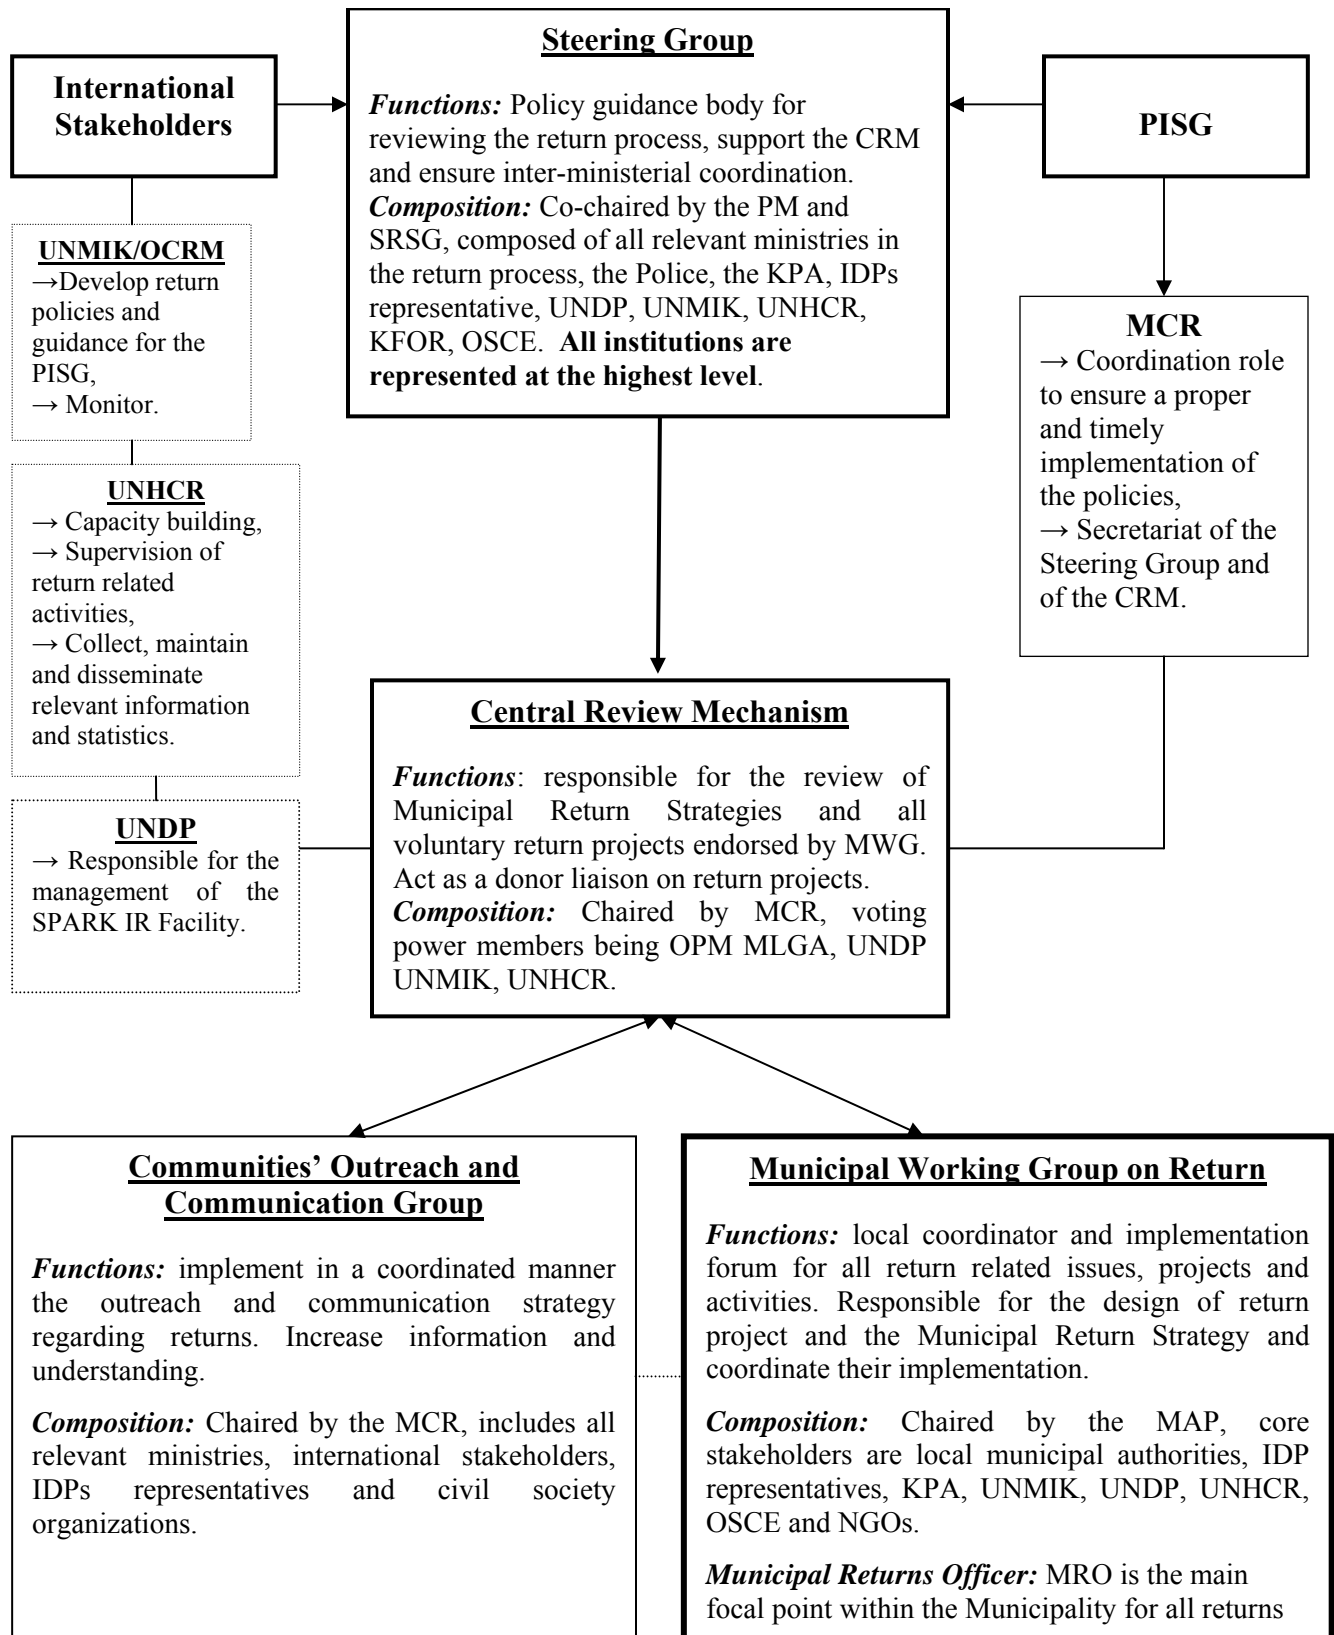 International
Stakeholders
Steering Group
Functions: Policy guidance body for
reviewing the return process, support the CRM
and ensure inter-ministerial coordination.
Composition: Co-chaired by the PM and
SRSG, composed of all relevant ministries in
the return process, the Police, the KPA, IDPs
representative, UNDP, UNMIK, UNHCR,
KFOR, OSCE. All institutions are
represented at the highest level.
PISG
UNMIK/OCRM
→Develop return
policies and
guidance for the
PISG,
→ Monitor.
MCR
→ Coordination role
to ensure a proper
and timely
implementation of
the policies,
→ Secretariat of the
Steering Group and
of the CRM.
UNHCR
→ Capacity building,
→ Supervision of
return related
activities,
→ Collect, maintain
and disseminate
relevant information
and statistics.
UNDP
→ Responsible for the
management of the
SPARK IR Facility.
Central Review Mechanism
Functions: responsible for the review of
Municipal Return Strategies and all
voluntary return projects endorsed by MWG.
Act as a donor liaison on return projects.
Composition: Chaired by MCR, voting
power members being OPM MLGA, UNDP
UNMIK, UNHCR.
Communities’ Outreach and
Communication Group
Functions: implement in a coordinated manner
the outreach and communication strategy
regarding returns. Increase information and
understanding.
Composition: Chaired by the MCR, includes all
relevant ministries, international stakeholders,
IDPs representatives and civil society
organizations.
Municipal Working Group on Return
Functions: local coordinator and implementation
forum for all return related issues, projects and
activities. Responsible for the design of return
project and the Municipal Return Strategy and
coordinate their implementation.
Composition: Chaired by the MAP, core
stakeholders are local municipal authorities, IDP
representatives, KPA, UNMIK, UNDP, UNHCR,
OSCE and NGOs.
Municipal Returns Officer: MRO is the main
focal point within the Municipality for all returns